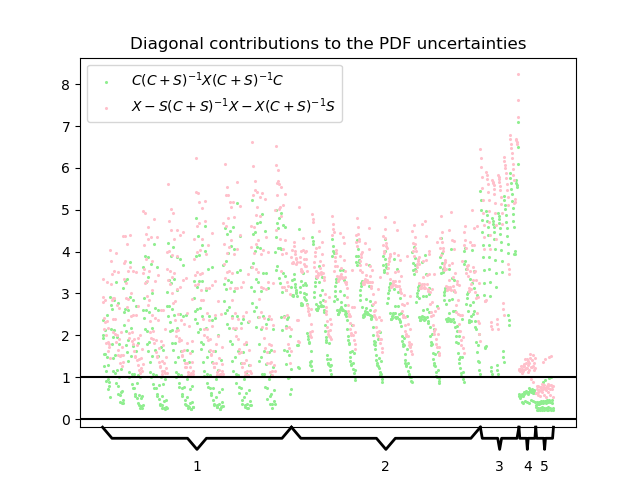 Diagonal contributions to the PDF uncertainties
C(C + S)⁻¹X(C + S)⁻¹C
X − S(C + S)⁻¹X − X(C + S)⁻¹S
8
7
6
5
4
3
2
1
0
1 2 3 4 5